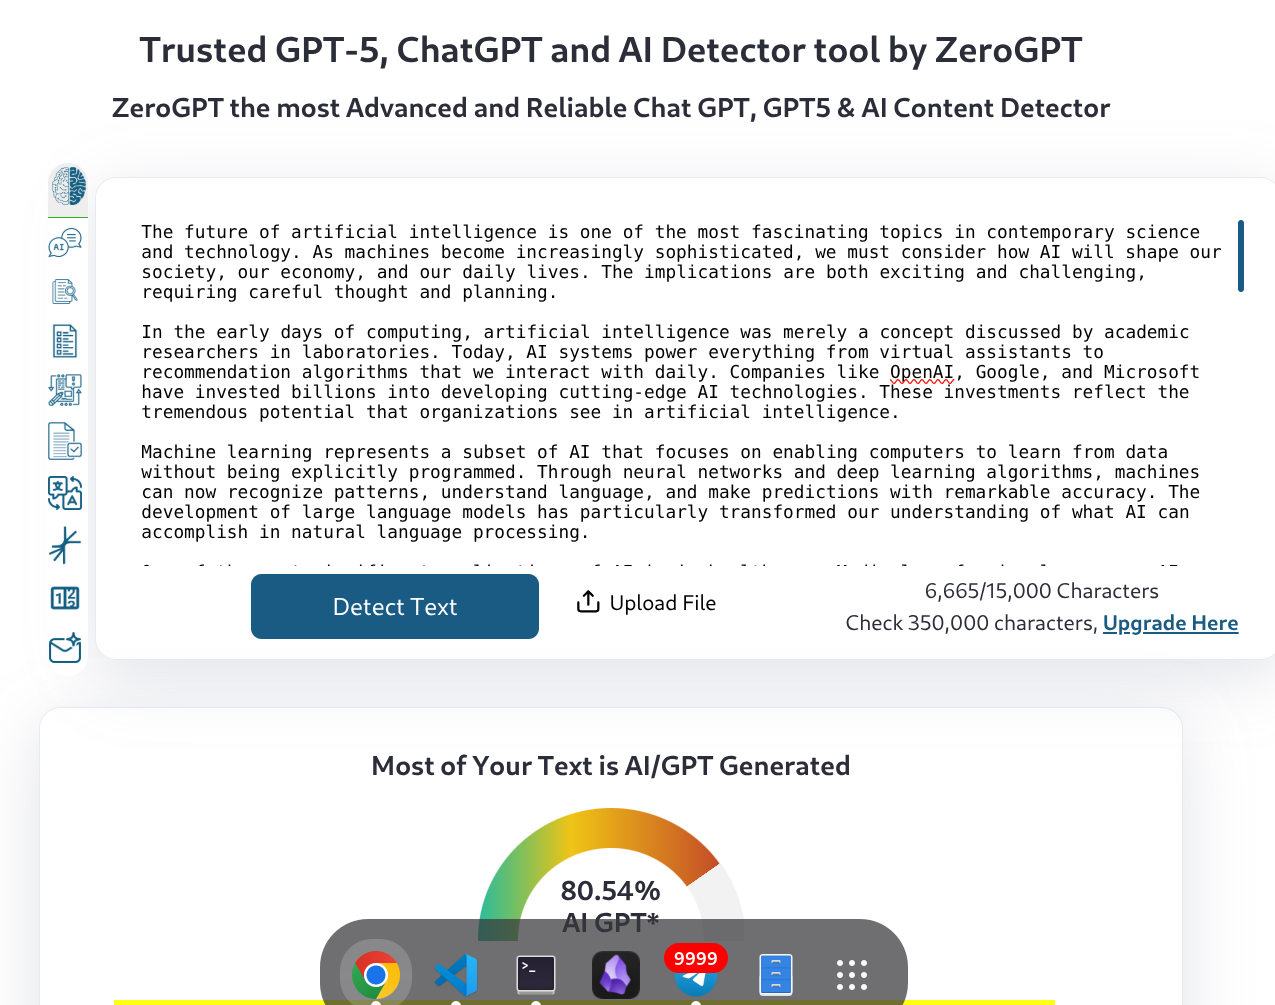 Trusted GPT-5, ChatGPT and AI Detector tool by ZeroGPT
ZeroGPT the most Advanced and Reliable Chat GPT, GPT5 & AI Content Detector
The future of artificial intelligence is one of the most fascinating topics in contemporary science
and technology. As machines become increasingly sophisticated, we must consider how AI will shape our
society, our economy, and our daily lives. The implications are both exciting and challenging,
requiring careful thought and planning.
In the early days of computing, artificial intelligence was merely a concept discussed by academic
researchers in laboratories. Today, AI systems power everything from virtual assistants to
recommendation algorithms that we interact with daily. Companies like OpenAI, Google, and Microsoft
have invested billions into developing cutting-edge AI technologies. These investments reflect the
tremendous potential that organizations see in artificial intelligence.
Machine learning represents a subset of AI that focuses on enabling computers to learn from data
without being explicitly programmed. Through neural networks and deep learning algorithms, machines
can now recognize patterns, understand language, and make predictions with remarkable accuracy. The
development of large language models has particularly transformed our understanding of what AI can
accomplish in natural language processing.
Detect Text
Upload File
6,665/15,000 Characters
Check 350,000 characters, Upgrade Here
Most of Your Text is AI/GPT Generated
80.54%
AI GPT*
9999